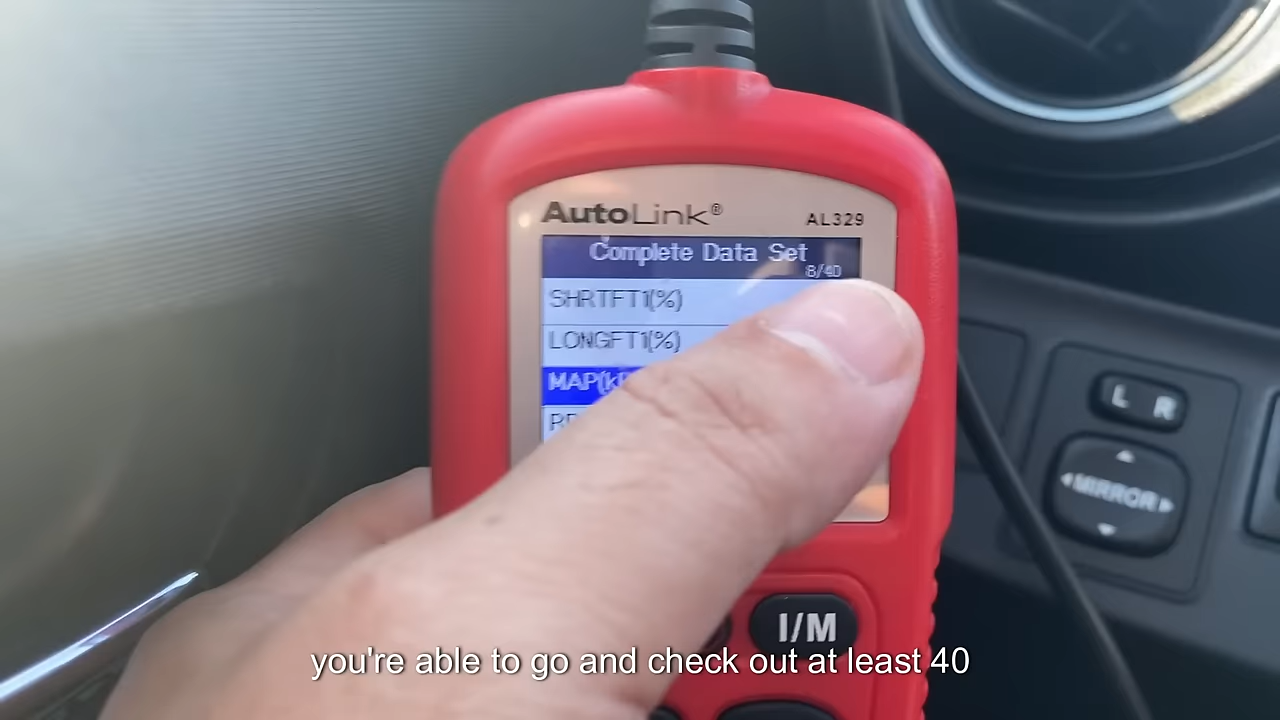 AutoLink®
AL329
Complete Data Set
8/40
SHRTFT1(%)
LONGFT1(%)
MAP(k
L R
MIRROR
I/M
you're able to go and check out at least 40